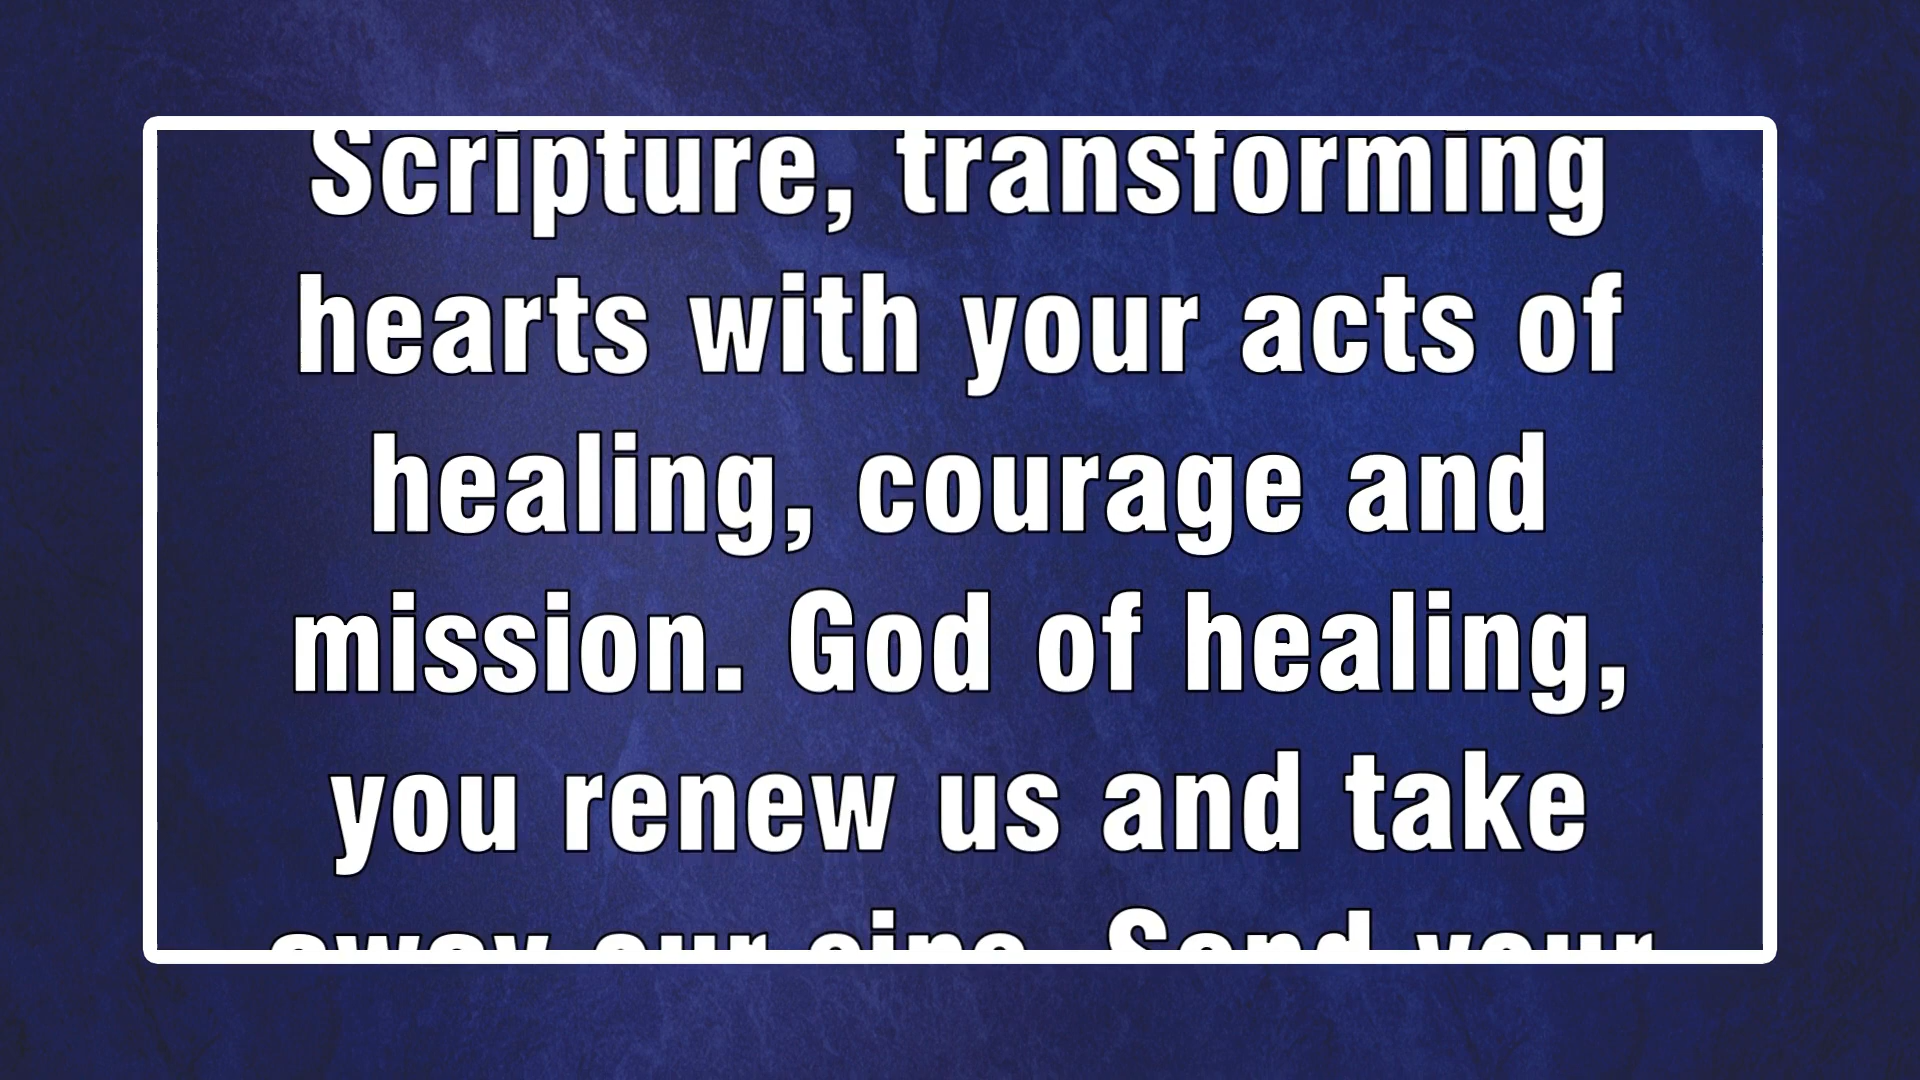 Scripture, transforming
hearts with your acts of
healing, courage and
mission. God of healing,
you renew us and take
away our sins. Send your